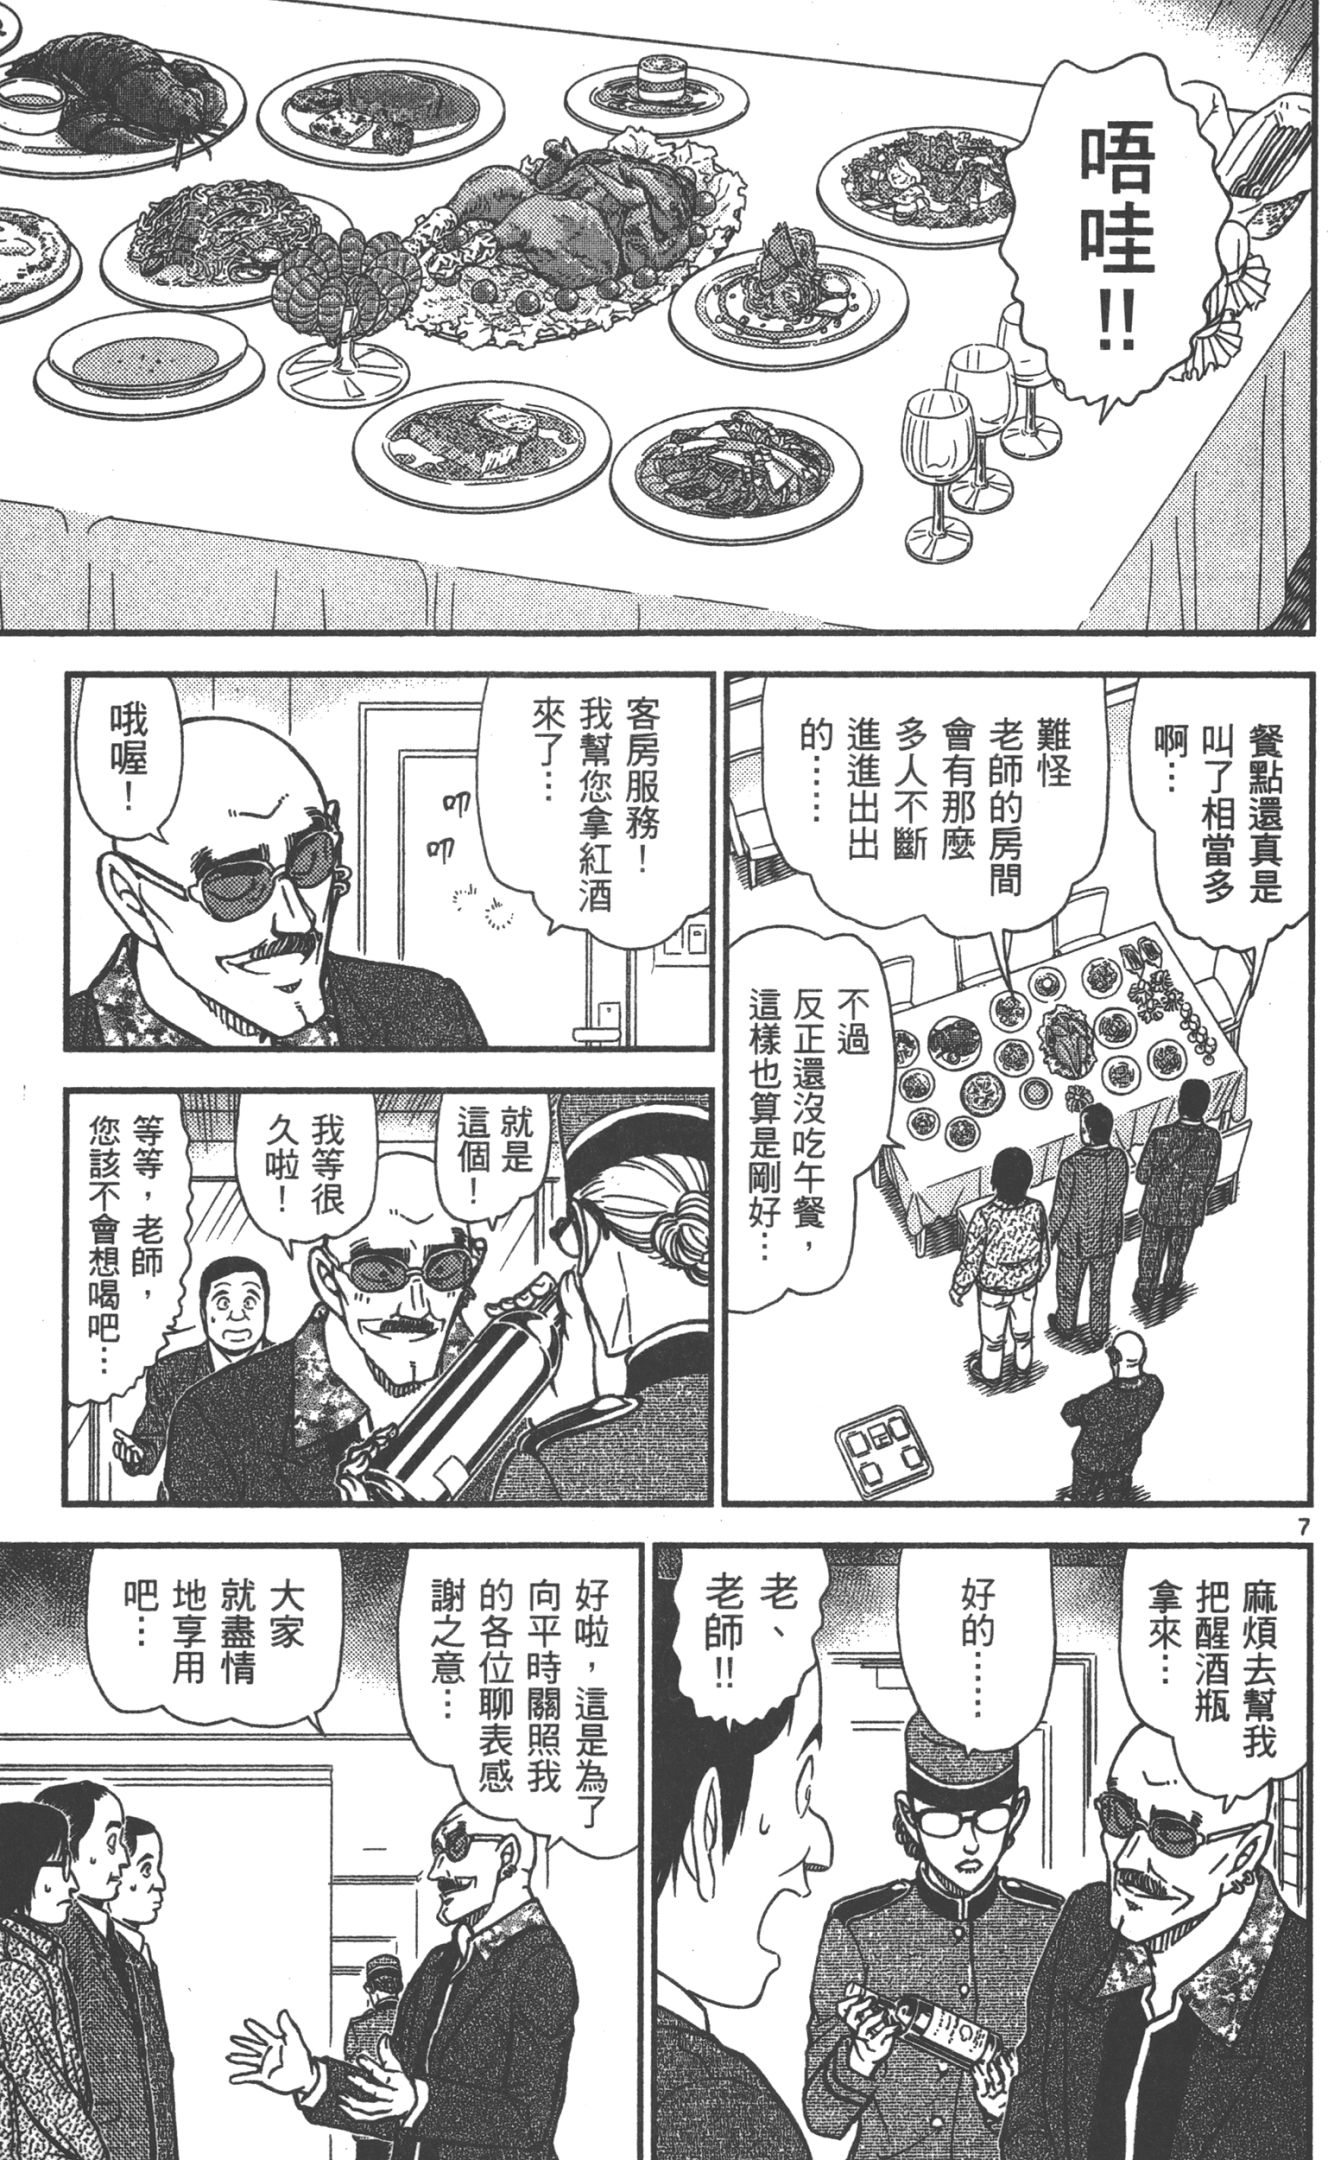 唔哇!!
餐點還真是
叫了相當多
啊…
難怪
老師的房間
會有那麼
多人不斷
進進出出
的……
不過
反正還沒吃午餐，
這樣也算是剛好…
客房服務！
我幫您拿紅酒
來了…
叩
叩
哦喔！
就是
這個！
我等很
久啦！
等等，老師，
您該不會想喝吧…
7
麻煩去幫我
把醒酒瓶
拿來…
好的……
老、
老師!!
好啦，這是為了
向平時關照我
的各位聊表感
謝之意…
大家
就盡情
地享用
吧…